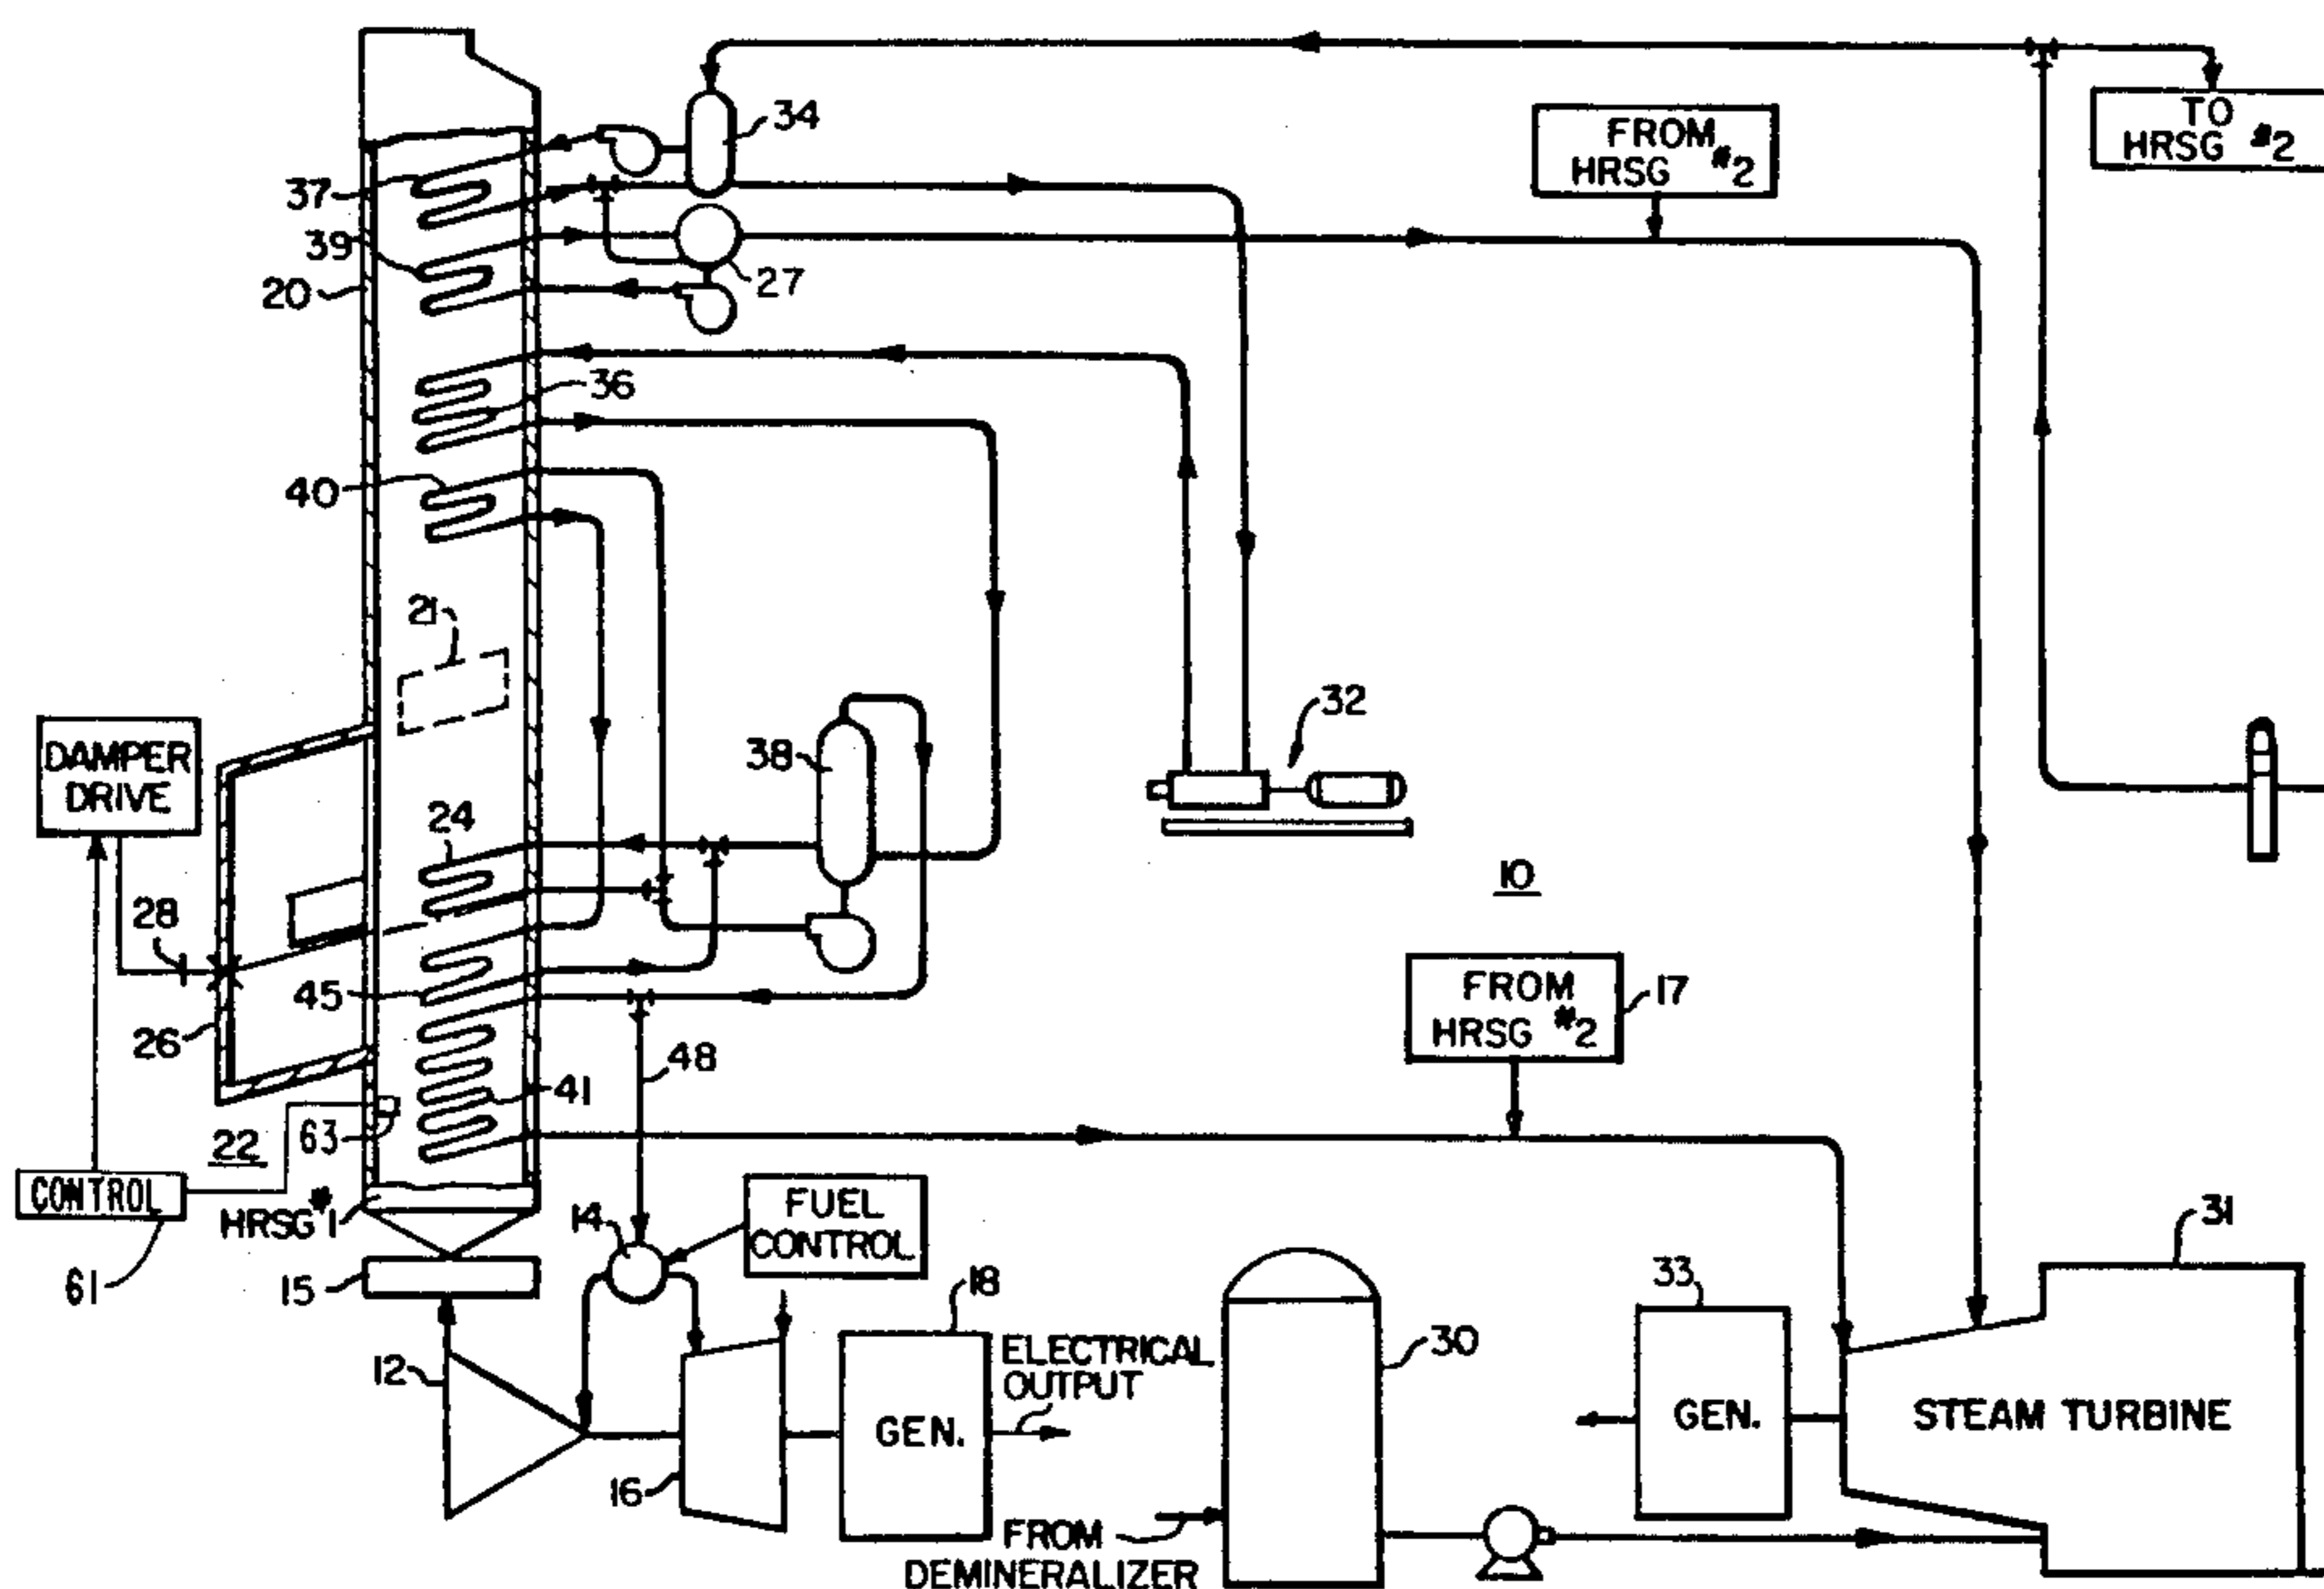 34
FROM
HRSG #2
TO
HRSG #2
37
39
20
27
36
40
21
DAMPER
DRIVE
38
32
24
10
28
45
26
48
FROM
HRSG #2
17
41
63
22
CONTROL
HRSG #1
14
FUEL
CONTROL
61
15
18
33
31
12
ELECTRICAL
OUTPUT
30
GEN.
GEN.
STEAM TURBINE
16
FROM
DEMINERALIZER